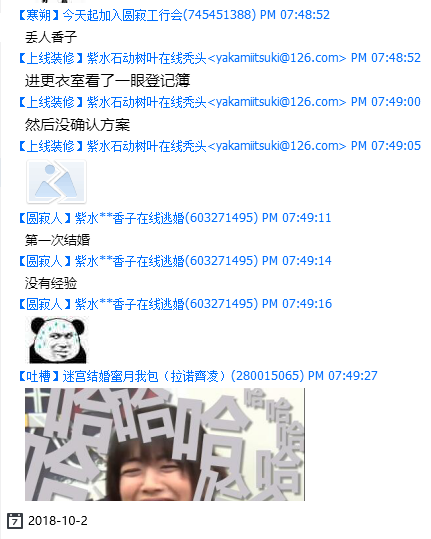 【寒朔】今天起加入圆寂工行会(745451388) PM 07:48:52
丢人香子
【上线装修】紫水石动树叶在线秃头<yakamiitsuki@126.com> PM 07:48:52
进更衣室看了一眼登记簿
【上线装修】紫水石动树叶在线秃头<yakamiitsuki@126.com> PM 07:49:00
然后没确认方案
【上线装修】紫水石动树叶在线秃头<yakamiitsuki@126.com> PM 07:49:05
【圆寂人】紫水**香子在线逃婚(603271495) PM 07:49:11
第一次结婚
【圆寂人】紫水**香子在线逃婚(603271495) PM 07:49:14
没有经验
【圆寂人】紫水**香子在线逃婚(603271495) PM 07:49:16
【吐槽】迷宫结婚蜜月我包（拉诺齊凌）(280015065) PM 07:49:27
哈哈哈哈哈哈哈哈
7 2018-10-2